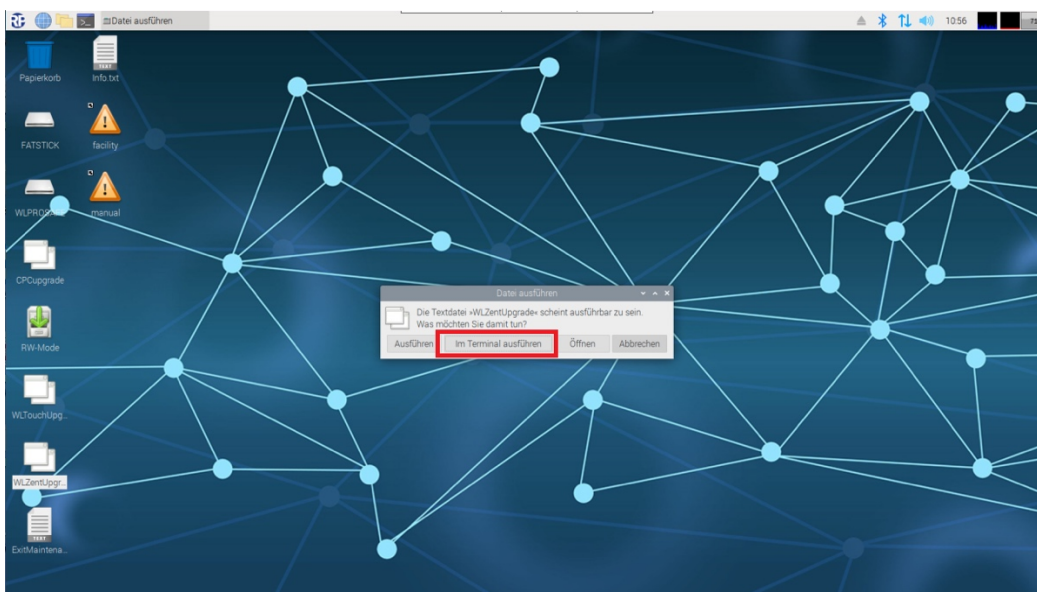 Datei ausführen
10:56
Papierkorb
Info.txt
FATSTICK
facility
manual
CPCupgrade
RW-Mode
WLTouchUpg...
WLZentUpgr...
ExitMaintena...
Datei ausführen
Die Textdatei »WLZentUpgrade« scheint ausführbar zu sein.
Was möchten Sie damit tun?
Ausführen
Im Terminal ausführen
Öffnen
Abbrechen